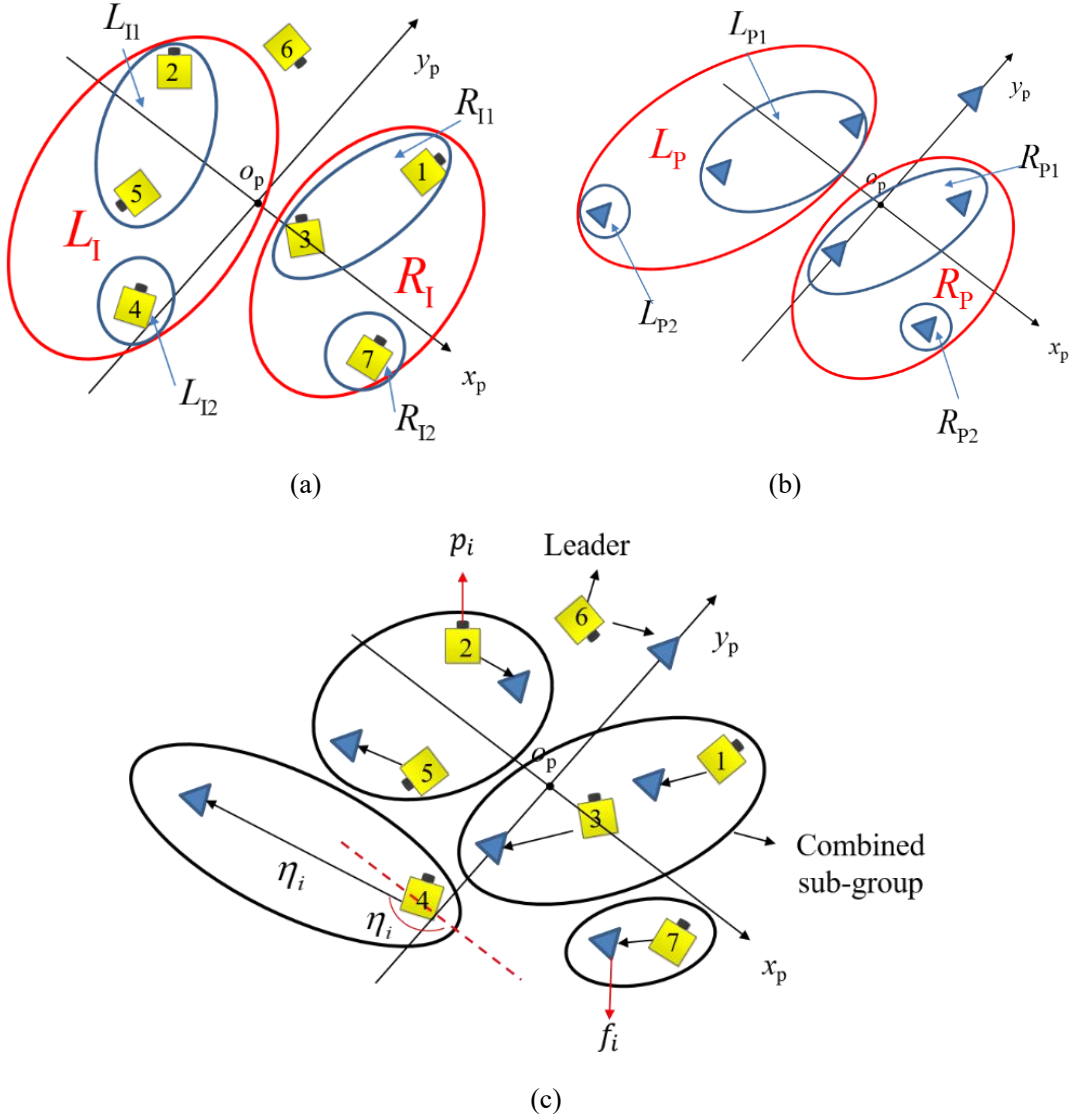 L_I1
2
6
y_p
R_I1
1
5
o_p
3
L_I
R_I
4
7
x_p
L_I2
R_I2
(a)
L_P1
y_p
L_P
R_P1
o_p
R_P
L_P2
x_p
R_P2
(b)
p_i
Leader
6
2
y_p
1
o_p
5
3
Combined
sub-group
η_i
4
η_i
7
x_p
f_i
(c)